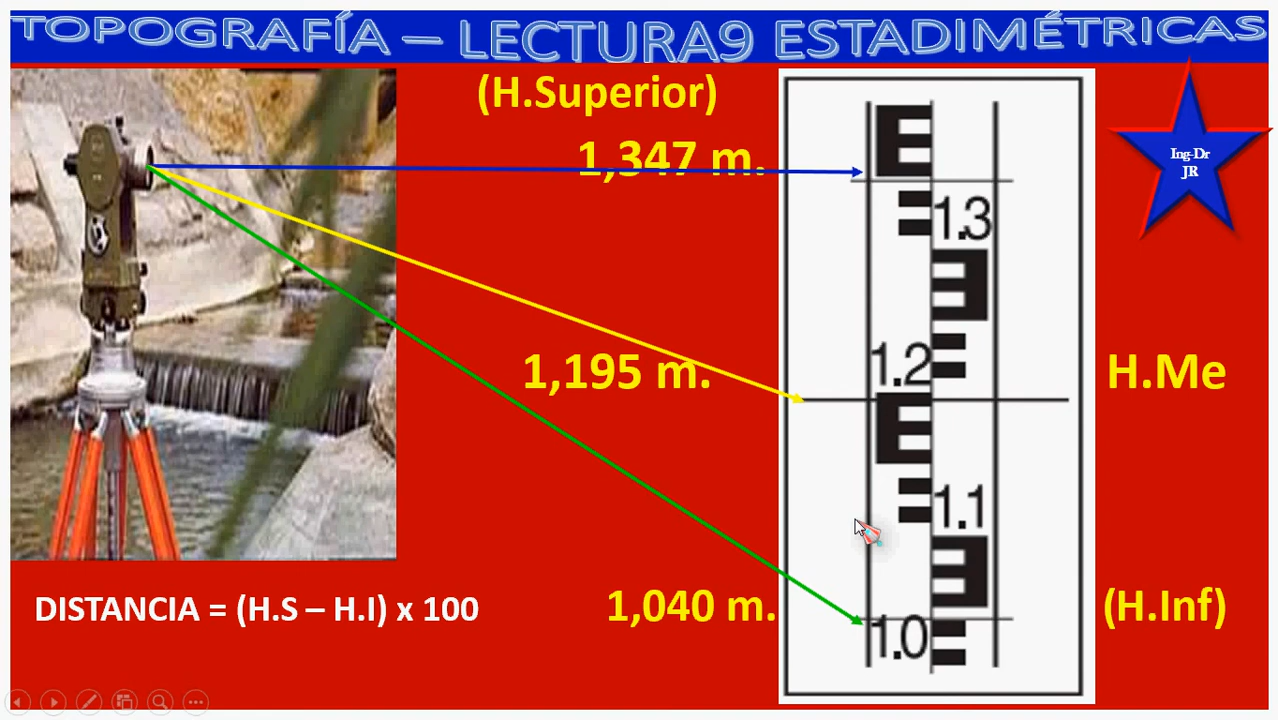 TOPOGRAFÍA – LECTURA9 ESTADIMÉTRICAS
(H.Superior)
1,347 m.
Ing-Dr
JR
1.3
1.2
1,195 m.
H.Me
1.1
DISTANCIA = (H.S – H.I) x 100
1,040 m.
(H.Inf)
1.0